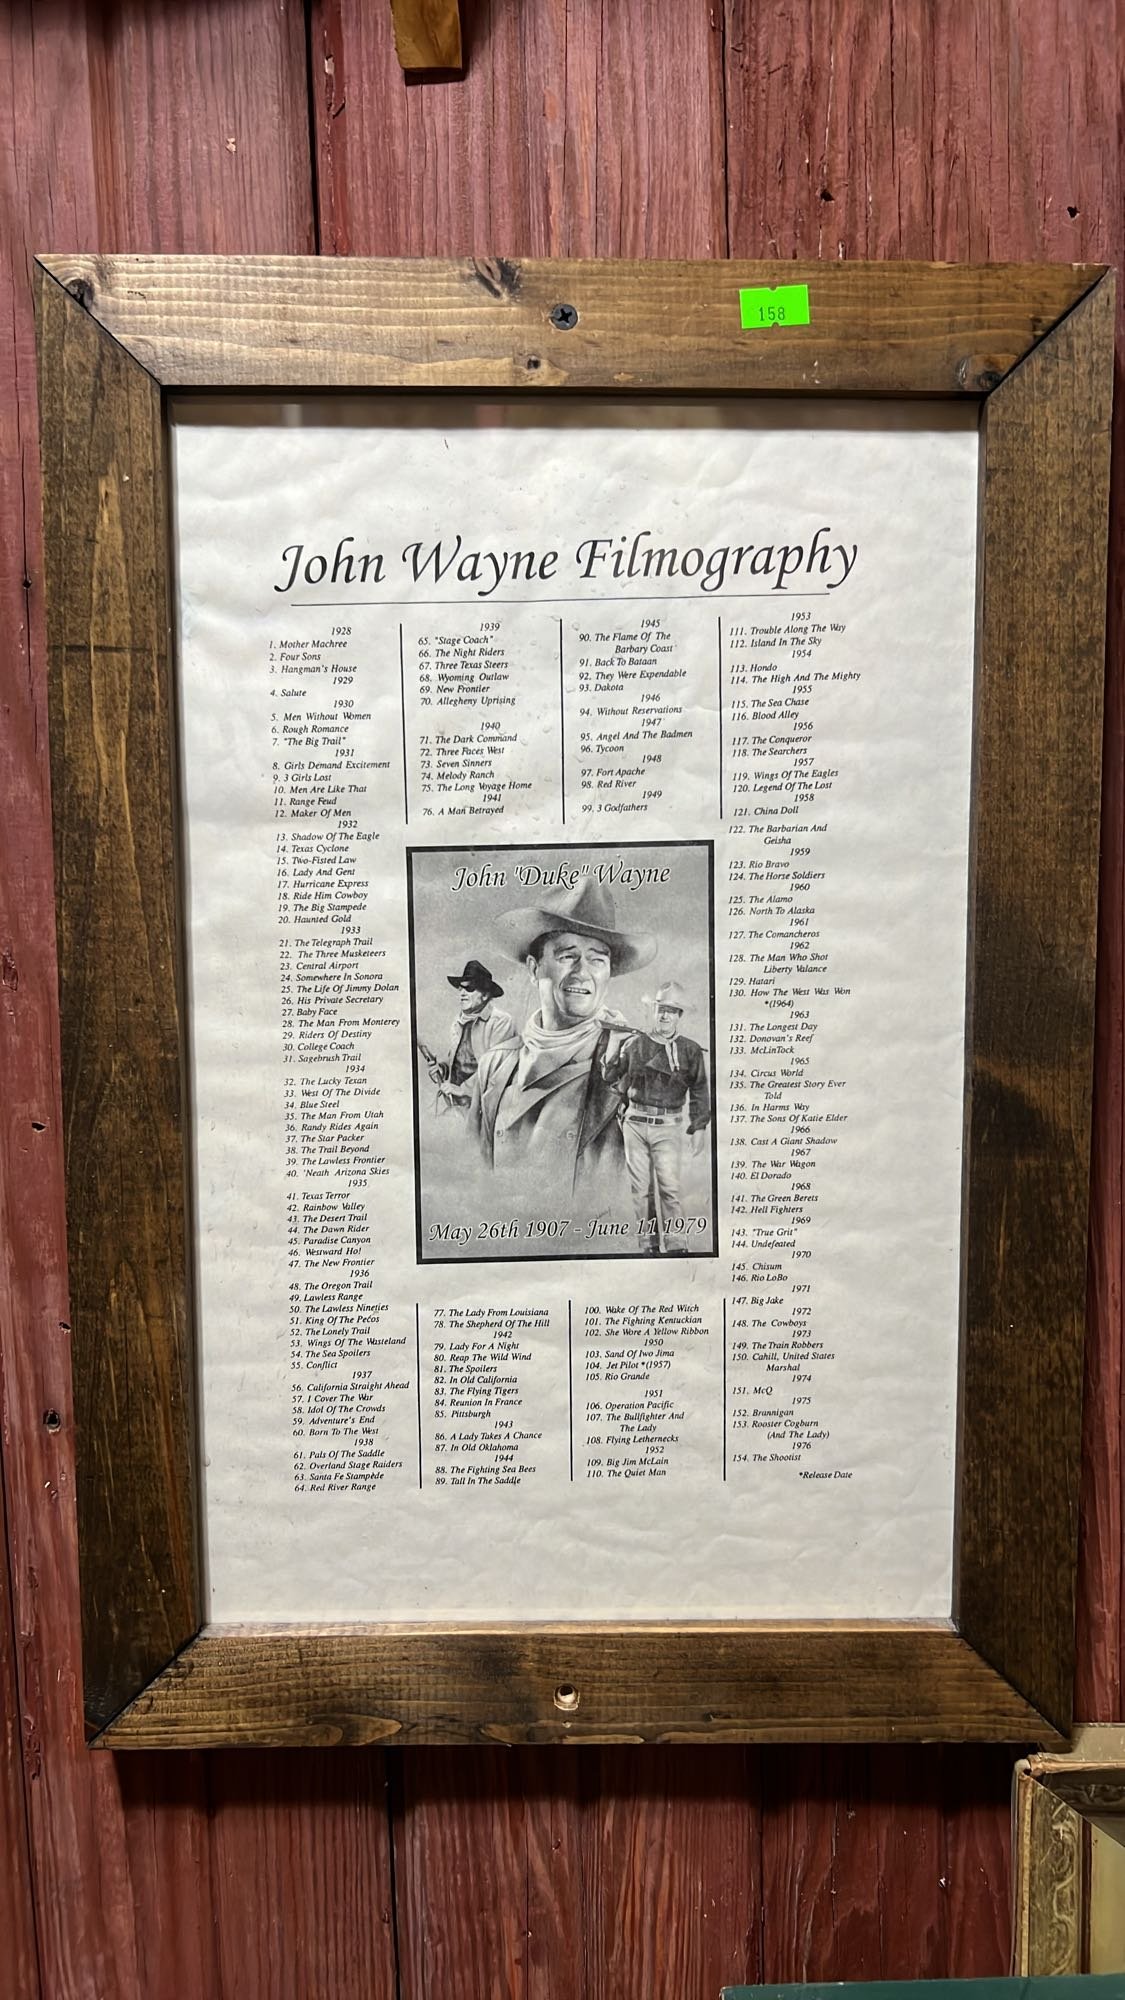 158
John Wayne Filmography
1928
1. Mother Machree
2. Four Sons
3. Hangman's House
1929
4. Salute
1930
5. Men Without Women
6. Rough Romance
7. "The Big Trail"
1931
8. Girls Demand Excitement
9. 3 Girls Lost
10. Men Are Like That
11. Range Feud
12. Maker Of Men
1932
13. Shadow Of The Eagle
14. Texas Cyclone
15. Two-Fisted Law
16. Lady And Gent
17. Hurricane Express
18. Ride Him Cowboy
19. The Big Stampede
20. Haunted Gold
1933
21. The Telegraph Trail
22. The Three Musketeers
23. Central Airport
24. Somewhere In Sonora
25. The Life Of Jimmy Dolan
26. His Private Secretary
27. Baby Face
28. The Man From Monterey
29. Riders Of Destiny
30. College Coach
31. Sagebrush Trail
1934
32. The Lucky Texan
33. West Of The Divide
34. Blue Steel
35. The Man From Utah
36. Randy Rides Again
37. The Star Packer
38. The Trail Beyond
39. The Lawless Frontier
40. 'Neath Arizona Skies
1935
41. Texas Terror
42. Rainbow Valley
43. The Desert Trail
44. The Dawn Rider
45. Paradise Canyon
46. Westward Ho!
47. The New Frontier
1936
48. The Oregon Trail
49. Lawless Range
50. The Lawless Nineties
51. King Of The Pecos
52. The Lonely Trail
53. Wings Of The Wasteland
54. The Sea Spoilers
55. Conflict
1937
56. California Straight Ahead
57. I Cover The War
58. Idol Of The Crowds
59. Adventure's End
60. Born To The West
1938
61. Pals Of The Saddle
62. Overland Stage Raiders
63. Santa Fe Stampede
64. Red River Range
1939
65. "Stage Coach"
66. The Night Riders
67. Three Texas Steers
68. Wyoming Outlaw
69. New Frontier
70. Allegheny Uprising
1940
71. The Dark Command
72. Three Faces West
73. Seven Sinners
74. Melody Ranch
75. The Long Voyage Home
1941
76. A Man Betrayed
John "Duke" Wayne
May 26th 1907 - June 11 1979
77. The Lady From Louisiana
78. The Shepherd Of The Hill
1942
79. Lady For A Night
80. Reap The Wild Wind
81. The Spoilers
82. In Old California
83. The Flying Tigers
84. Reunion In France
85. Pittsburgh
1943
86. A Lady Takes A Chance
87. In Old Oklahoma
1944
88. The Fighting Sea Bees
89. Tall In The Saddle
1945
90. The Flame Of The
Barbary Coast
91. Back To Bataan
92. They Were Expendable
93. Dakota
1946
94. Without Reservations
1947
95. Angel And The Badmen
96. Tycoon
1948
97. Fort Apache
98. Red River
1949
99. 3 Godfathers
100. Wake Of The Red Witch
101. The Fighting Kentuckian
102. She Wore A Yellow Ribbon
1950
103. Sand Of Iwo Jima
104. Jet Pilot *(1957)
105. Rio Grande
1951
106. Operation Pacific
107. The Bullfighter And
The Lady
108. Flying Lethernecks
1952
109. Big Jim McLain
110. The Quiet Man
1953
111. Trouble Along The Way
112. Island In The Sky
1954
113. Hondo
114. The High And The Mighty
1955
115. The Sea Chase
116. Blood Alley
1956
117. The Conqueror
118. The Searchers
1957
119. Wings Of The Eagles
120. Legend Of The Lost
1958
121. China Doll
122. The Barbarian And
Geisha
1959
123. Rio Bravo
124. The Horse Soldiers
1960
125. The Alamo
126. North To Alaska
1961
127. The Comancheros
1962
128. The Man Who Shot
Liberty Valance
129. Hatari
130. How The West Was Won
*(1964)
1963
131. The Longest Day
132. Donovan's Reef
133. McLinTock
1965
134. Circus World
135. The Greatest Story Ever
Told
136. In Harms Way
137. The Sons Of Katie Elder
1966
138. Cast A Giant Shadow
1967
139. The War Wagon
140. El Dorado
1968
141. The Green Berets
142. Hell Fighters
1969
143. "True Grit"
144. Undefeated
1970
145. Chisum
146. Rio LoBo
1971
147. Big Jake
1972
148. The Cowboys
1973
149. The Train Robbers
150. Cahill, United States
Marshal
1974
151. McQ
1975
152. Brannigan
153. Rooster Cogburn
(And The Lady)
1976
154. The Shootist
*Release Date